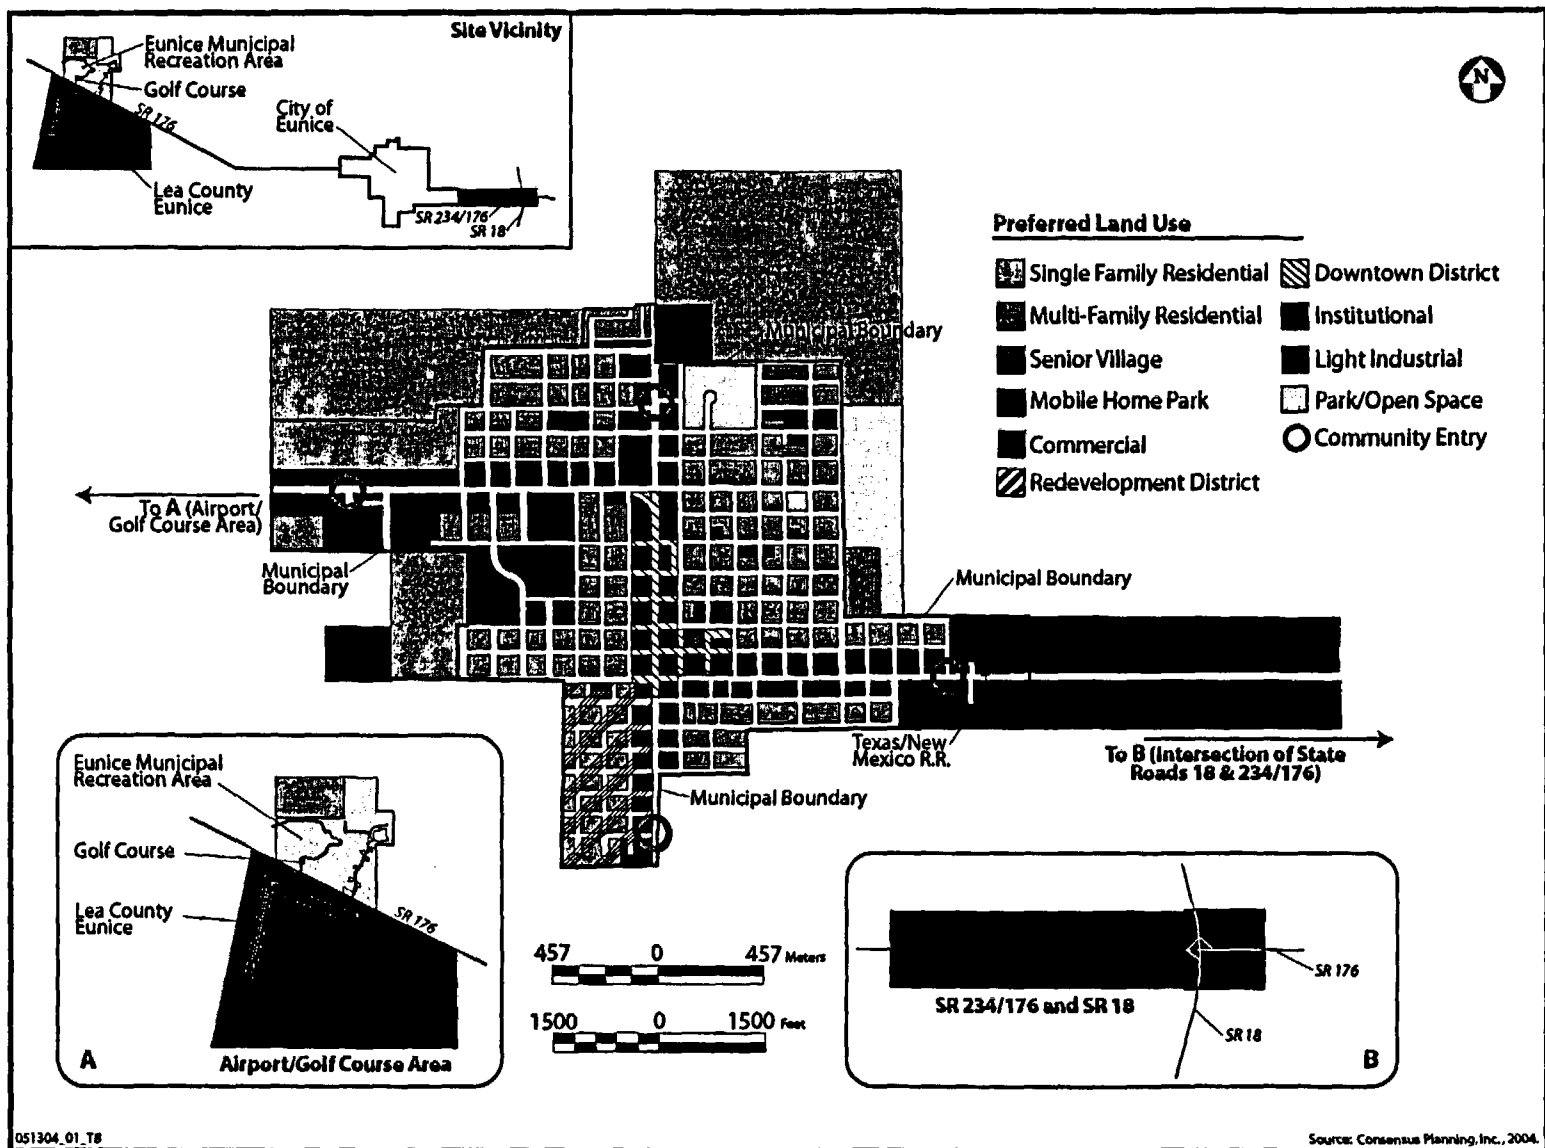 Site Vicinity
Eunice Municipal
Recreation Area
Golf Course
SR 176
City of
Eunice
Lea County
Eunice
SR 234/176
SR 18
N
Preferred Land Use
Single Family Residential
Multi-Family Residential
Senior Village
Mobile Home Park
Commercial
Redevelopment District
Downtown District
Institutional
Light Industrial
Park/Open Space
Community Entry
Municipal Boundary
To A (Airport/
Golf Course Area)
Municipal
Boundary
Municipal Boundary
Texas/New
Mexico R.R.
To B (Intersection of State
Roads 18 & 234/176)
Municipal Boundary
Eunice Municipal
Recreation Area
Golf Course
Lea County
Eunice
SR 176
A
Airport/Golf Course Area
457 0 457 Meters
1500 0 1500 Feet
SR 176
SR 234/176 and SR 18
SR 18
B
051304_01_T8
Source: Consensus Planning, Inc., 2004.